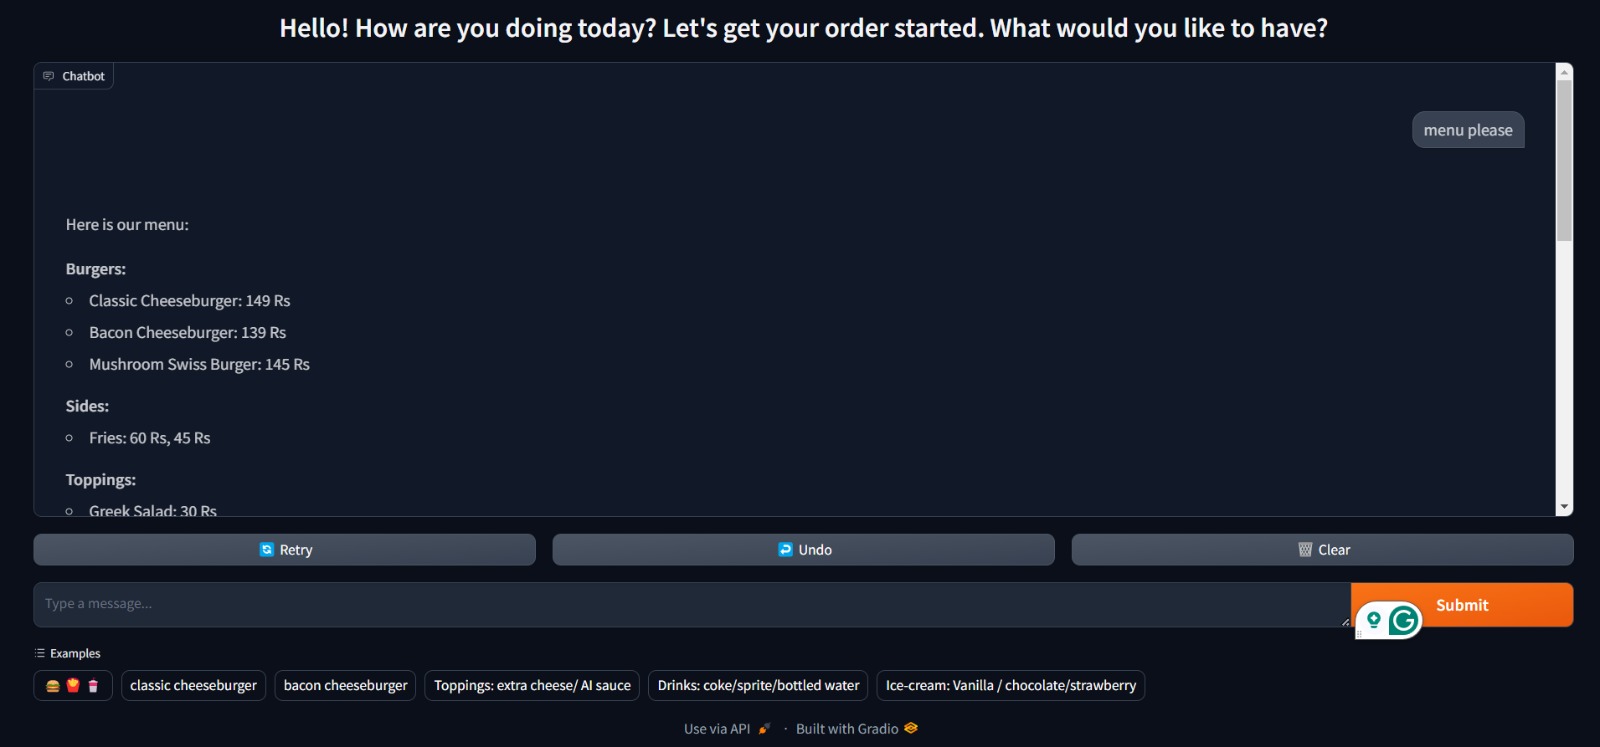 Hello! How are you doing today? Let's get your order started. What would you like to have?
Chatbot
menu please
Here is our menu:
Burgers:
Classic Cheeseburger: 149 Rs
Bacon Cheeseburger: 139 Rs
Mushroom Swiss Burger: 145 Rs
Sides:
Fries: 60 Rs, 45 Rs
Toppings:
Greek Salad: 30 Rs
Retry
Undo
Clear
Type a message...
Submit
Examples
classic cheeseburger
bacon cheeseburger
Toppings: extra cheese/ AI sauce
Drinks: coke/sprite/bottled water
Ice-cream: Vanilla / chocolate/strawberry
Use via API · Built with Gradio